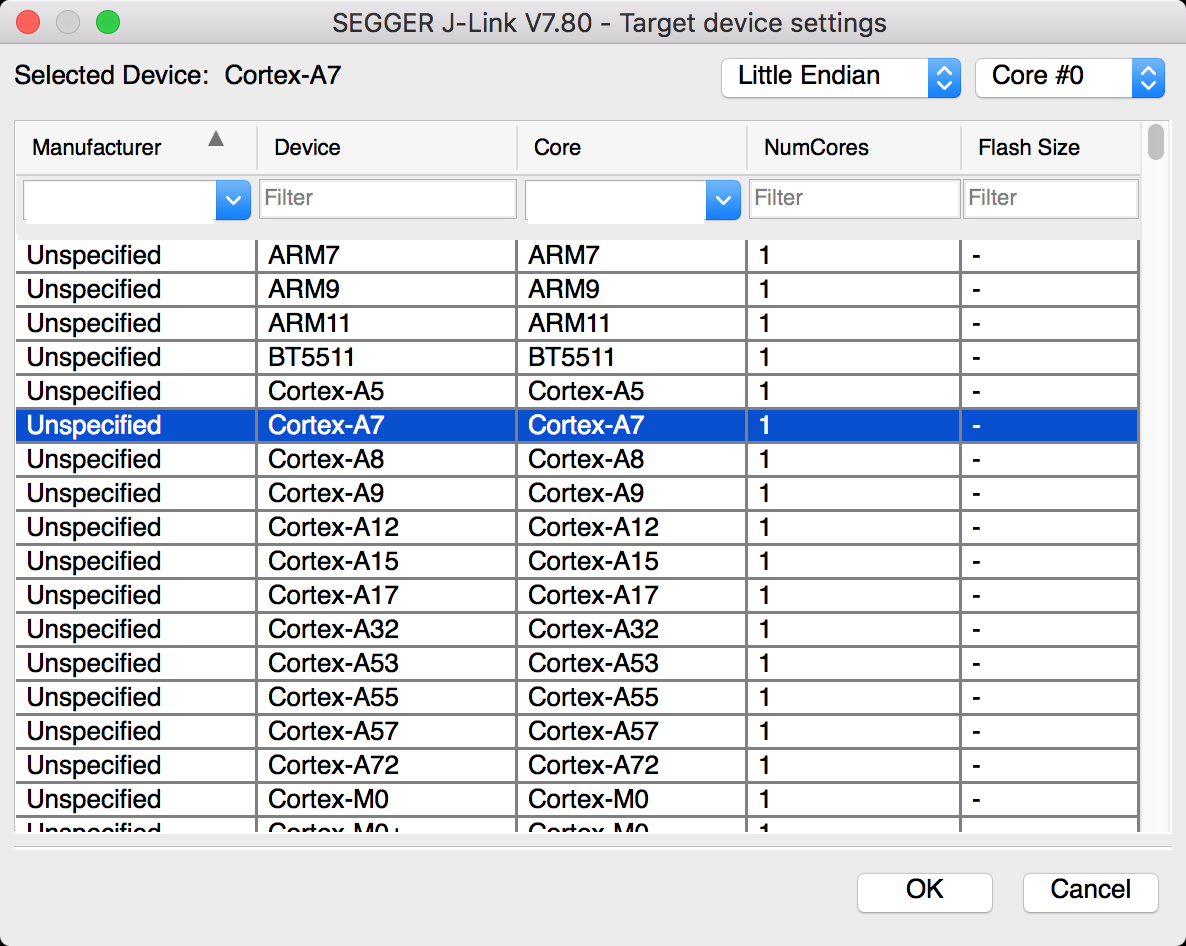 SEGGER J-Link V7.80 - Target device settings
Selected Device: Cortex-A7 Little Endian Core #0
Manufacturer Device Core NumCores Flash Size
Filter Filter Filter
Unspecified ARM7 ARM7 1 -
Unspecified ARM9 ARM9 1 -
Unspecified ARM11 ARM11 1 -
Unspecified BT5511 BT5511 1 -
Unspecified Cortex-A5 Cortex-A5 1 -
Unspecified Cortex-A7 Cortex-A7 1 -
Unspecified Cortex-A8 Cortex-A8 1 -
Unspecified Cortex-A9 Cortex-A9 1 -
Unspecified Cortex-A12 Cortex-A12 1 -
Unspecified Cortex-A15 Cortex-A15 1 -
Unspecified Cortex-A17 Cortex-A17 1 -
Unspecified Cortex-A32 Cortex-A32 1 -
Unspecified Cortex-A53 Cortex-A53 1 -
Unspecified Cortex-A55 Cortex-A55 1 -
Unspecified Cortex-A57 Cortex-A57 1 -
Unspecified Cortex-A72 Cortex-A72 1 -
Unspecified Cortex-M0 Cortex-M0 1 -
Unspecified Cortex-M0+ Cortex-M0 1
OK Cancel